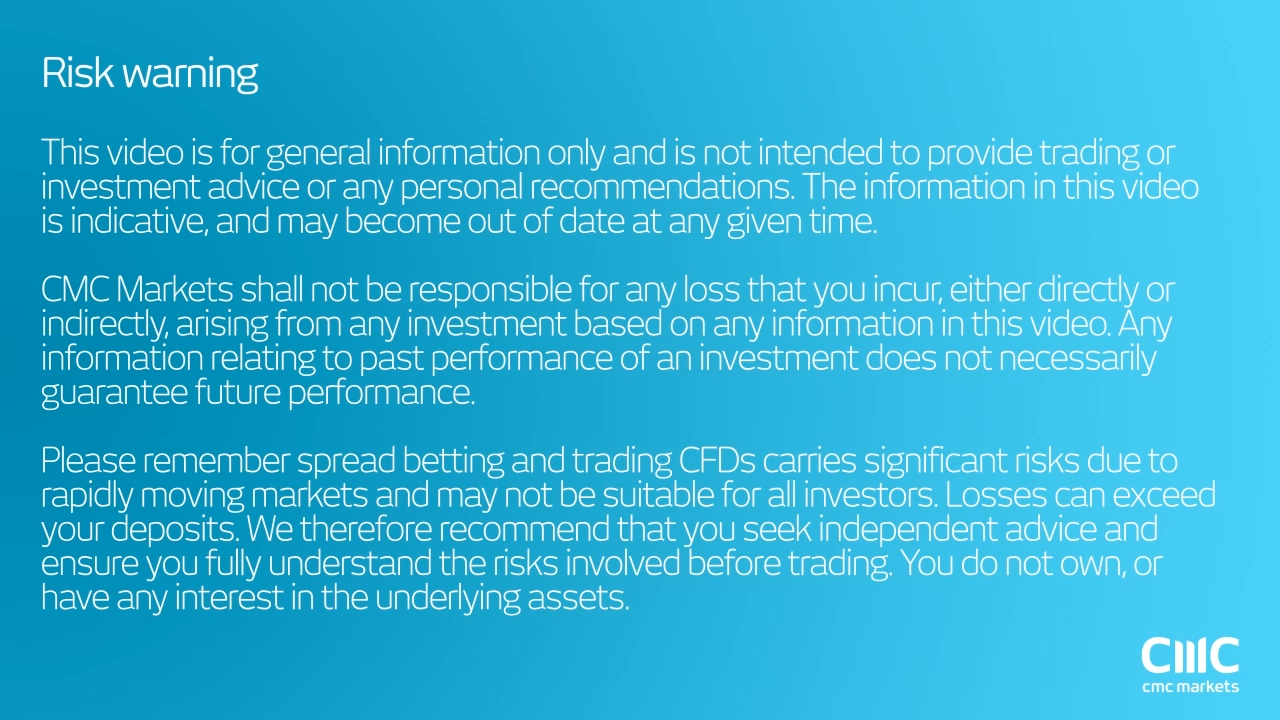 Risk warning
This video is for general information only and is not intended to provide trading or
investment advice or any personal recommendations. The information in this video
is indicative, and may become out of date at any given time.
CMC Markets shall not be responsible for any loss that you incur, either directly or
indirectly, arising from any investment based on any information in this video. Any
information relating to past performance of an investment does not necessarily
guarantee future performance.
Please remember spread betting and trading CFDs carries significant risks due to
rapidly moving markets and may not be suitable for all investors. Losses can exceed
your deposits. We therefore recommend that you seek independent advice and
ensure you fully understand the risks involved before trading. You do not own, or
have any interest in the underlying assets.
CMC
cmc markets